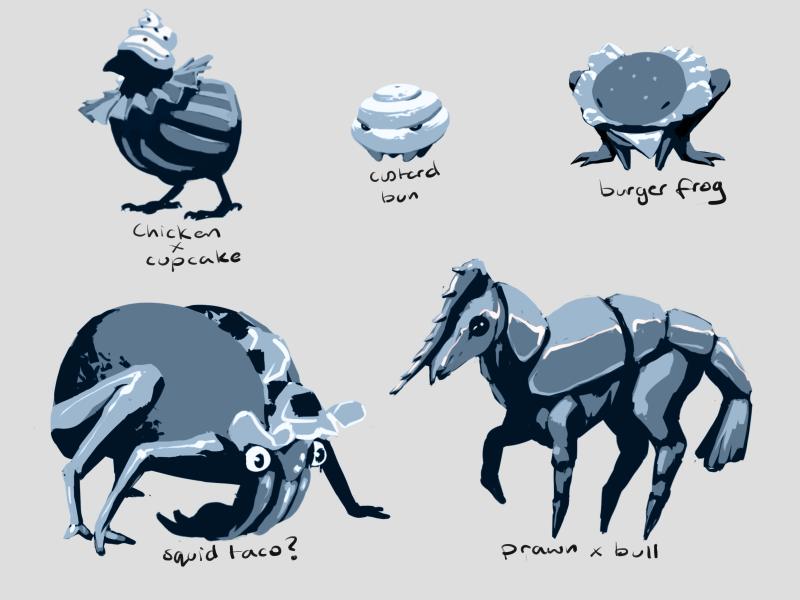 Chicken
x
cupcake
custard
bun
burger frog
squid taco?
prawn x bull